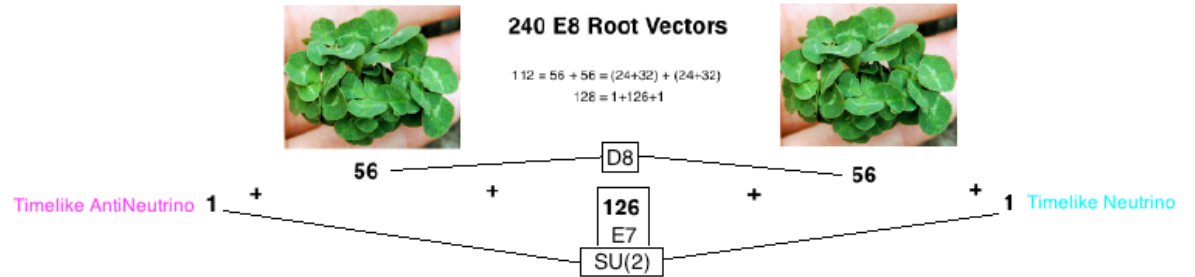 240 E8 Root Vectors
112 = 56 + 56 = (24+32) + (24+32)
128 = 1+126+1
D8
56
56
Timelike AntiNeutrino 1 + + + + 1 Timelike Neutrino
126
E7
SU(2)